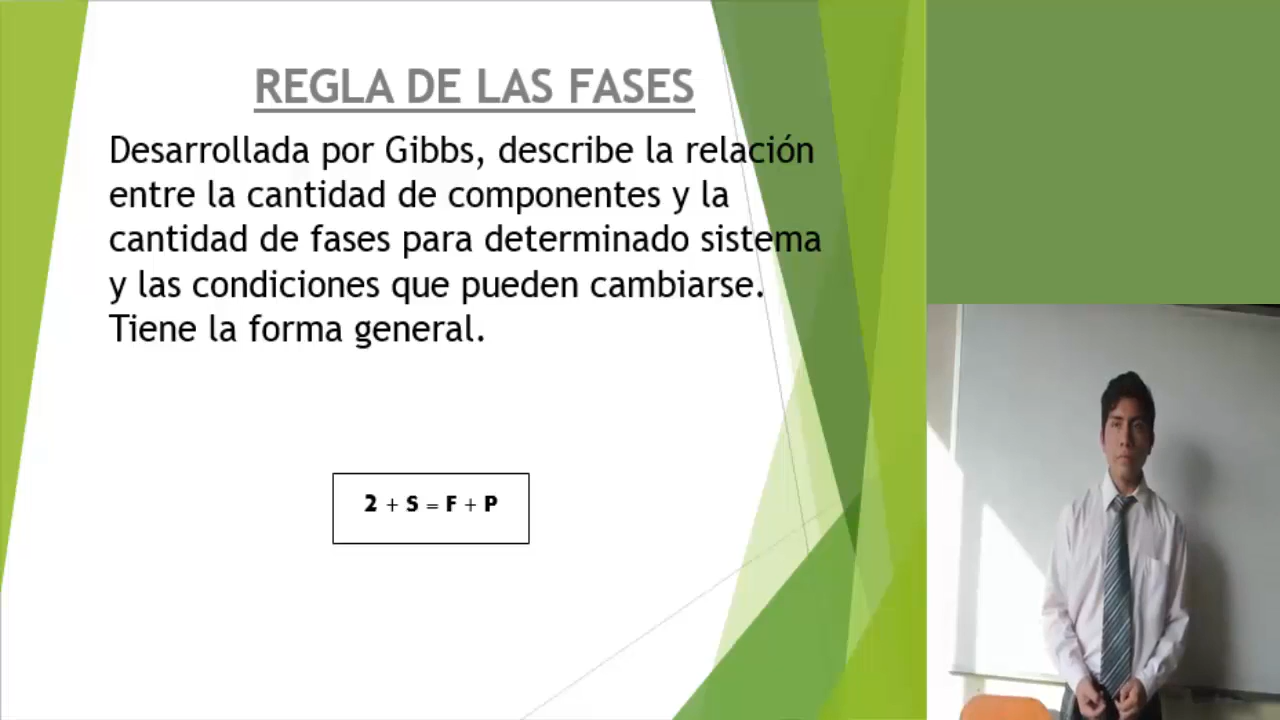 REGLA DE LAS FASES
Desarrollada por Gibbs, describe la relación
entre la cantidad de componentes y la
cantidad de fases para determinado sistema
y las condiciones que pueden cambiarse.
Tiene la forma general.
2 + S = F + P